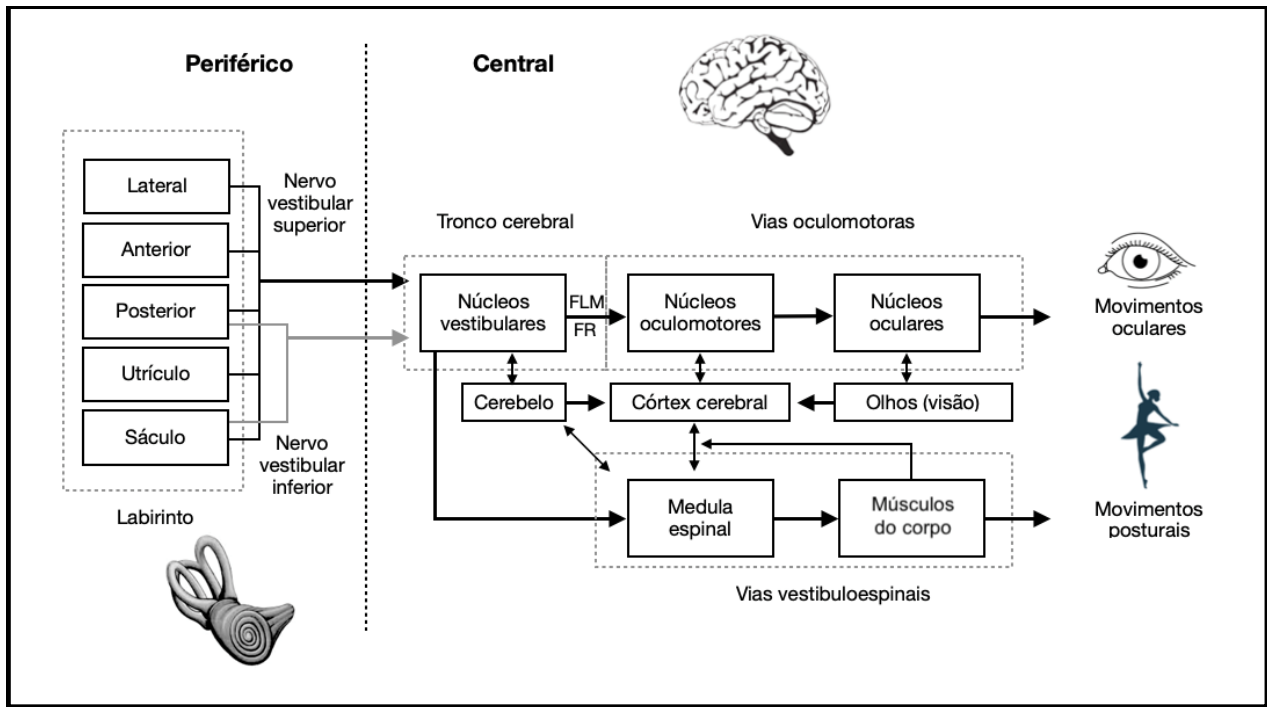 Periférico
Central
Lateral
Anterior
Posterior
Utrículo
Sáculo
Nervo
vestibular
superior
Nervo
vestibular
inferior
Labirinto
Tronco cerebral
Vias oculomotoras
Núcleos
vestibulares
FLM
FR
Núcleos
oculomotores
Núcleos
oculares
Movimentos
oculares
Cerebelo
Córtex cerebral
Olhos (visão)
Medula
espinal
Músculos
do corpo
Movimentos
posturais
Vias vestibuloespinais